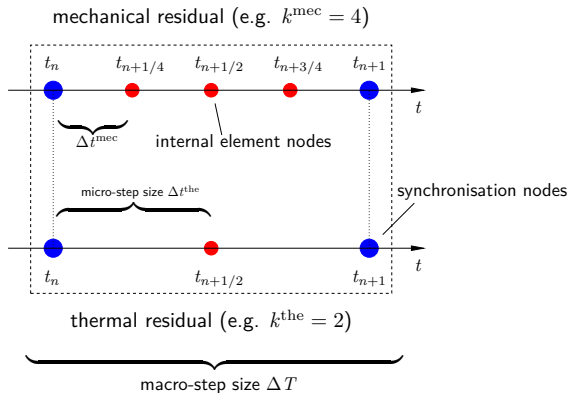 mechanical residual (e.g. k^mec = 4)
t_n t_{n+1/4} t_{n+1/2} t_{n+3/4} t_{n+1}
t
Δt^mec
internal element nodes
micro-step size Δt^the
synchronisation nodes
t
t_n t_{n+1/2} t_{n+1}
thermal residual (e.g. k^the = 2)
macro-step size ΔT